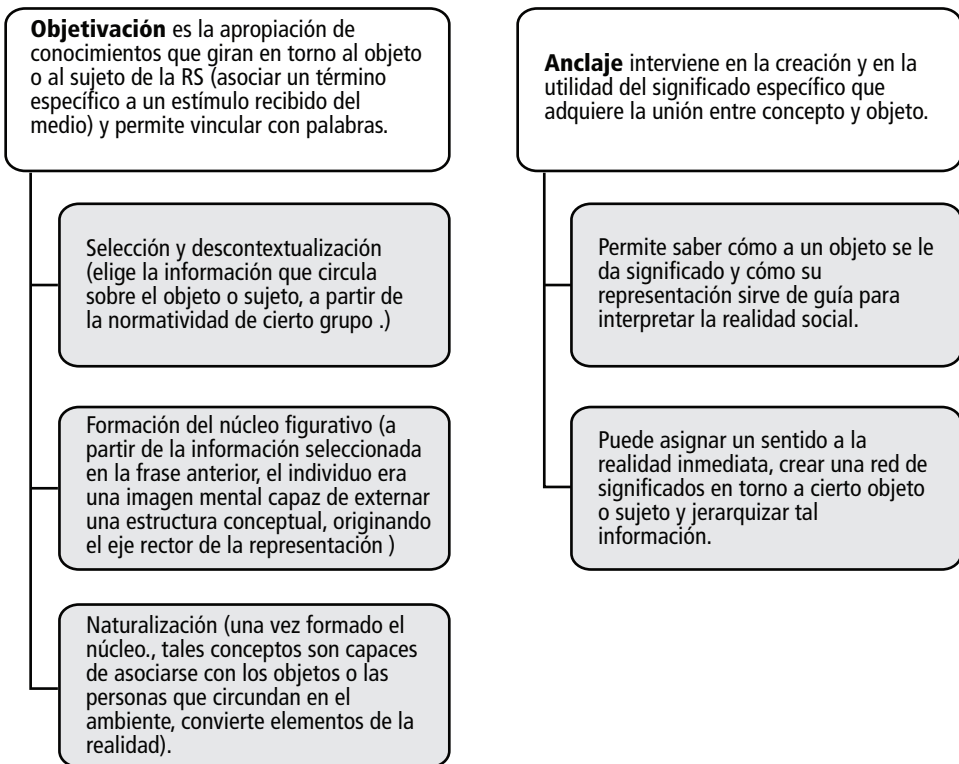 Objetivación es la apropiación de
conocimientos que giran en torno al objeto
o al sujeto de la RS (asociar un término
específico a un estímulo recibido del
medio) y permite vincular con palabras.
Selección y descontextualización
(elige la información que circula
sobre el objeto o sujeto, a partir de
la normatividad de cierto grupo .)
Formación del núcleo figurativo (a
partir de la información seleccionada
en la frase anterior, el individuo era
una imagen mental capaz de externar
una estructura conceptual, originando
el eje rector de la representación )
Naturalización (una vez formado el
núcleo., tales conceptos son capaces
de asociarse con los objetos o las
personas que circundan en el
ambiente, convierte elementos de la
realidad).
Anclaje interviene en la creación y en la
utilidad del significado específico que
adquiere la unión entre concepto y objeto.
Permite saber cómo a un objeto se le
da significado y cómo su
representación sirve de guía para
interpretar la realidad social.
Puede asignar un sentido a la
realidad inmediata, crear una red de
significados en torno a cierto objeto
o sujeto y jerarquizar tal
información.